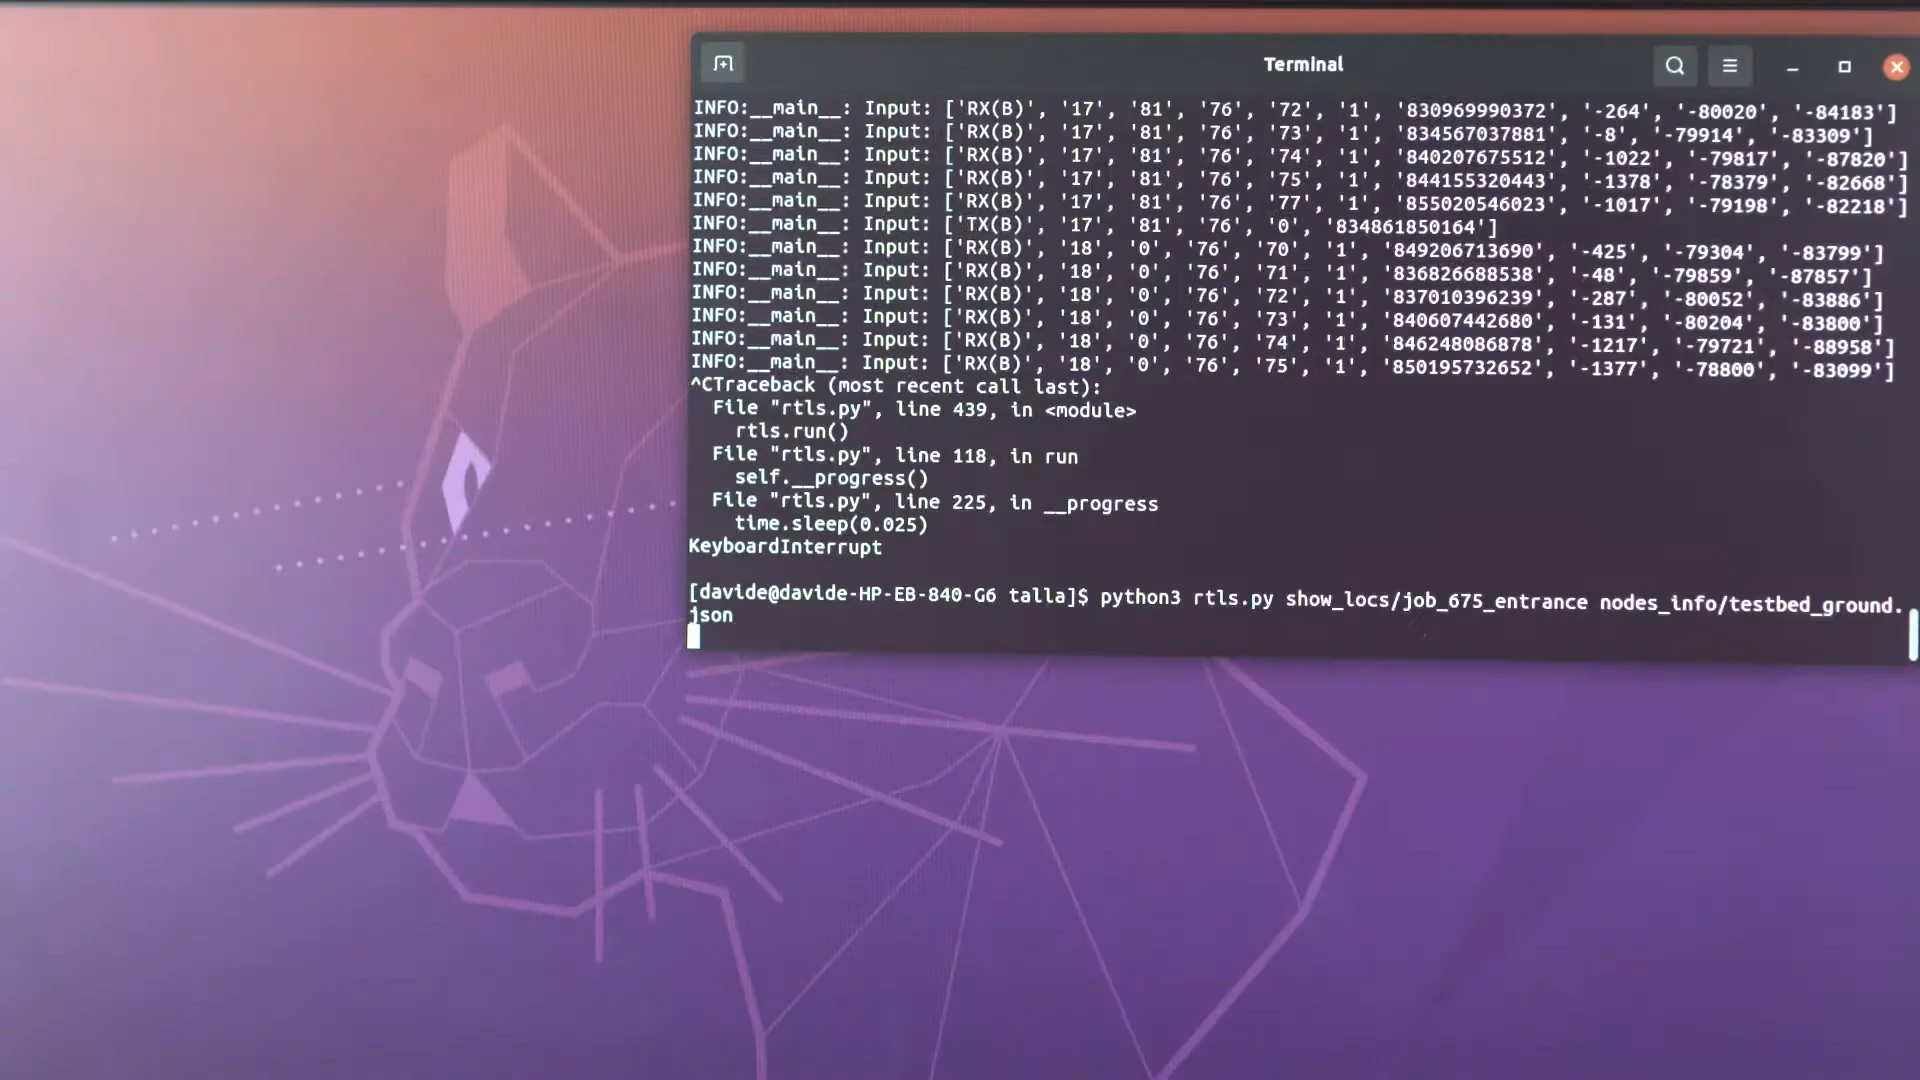 Terminal
INFO:__main__: Input: ['RX(B)', '17', '81', '76', '72', '1', '830969990372', '-264', '-80020', '-84183']
INFO:__main__: Input: ['RX(B)', '17', '81', '76', '73', '1', '834567037881', '-8', '-79914', '-83309']
INFO:__main__: Input: ['RX(B)', '17', '81', '76', '74', '1', '840207675512', '-1022', '-79817', '-87820']
INFO:__main__: Input: ['RX(B)', '17', '81', '76', '75', '1', '844155320443', '-1378', '-78379', '-82668']
INFO:__main__: Input: ['RX(B)', '17', '81', '76', '77', '1', '855020546023', '-1017', '-79198', '-82218']
INFO:__main__: Input: ['TX(B)', '17', '81', '76', '0', '834861850164']
INFO:__main__: Input: ['RX(B)', '18', '0', '76', '70', '1', '849206713690', '-425', '-79304', '-83799']
INFO:__main__: Input: ['RX(B)', '18', '0', '76', '71', '1', '836826688538', '-48', '-79859', '-87857']
INFO:__main__: Input: ['RX(B)', '18', '0', '76', '72', '1', '837010396239', '-287', '-80052', '-83886']
INFO:__main__: Input: ['RX(B)', '18', '0', '76', '73', '1', '840607442680', '-131', '-80204', '-83800']
INFO:__main__: Input: ['RX(B)', '18', '0', '76', '74', '1', '846248086878', '-1217', '-79721', '-88958']
INFO:__main__: Input: ['RX(B)', '18', '0', '76', '75', '1', '850195732652', '-1377', '-78800', '-83099']
^CTraceback (most recent call last):
  File "rtls.py", line 439, in <module>
    rtls.run()
  File "rtls.py", line 118, in run
    self.__progress()
  File "rtls.py", line 225, in __progress
    time.sleep(0.025)
KeyboardInterrupt
[davide@davide-HP-EB-840-G6 talla]$ python3 rtls.py show_locs/job_675_entrance nodes_info/testbed_ground.
json